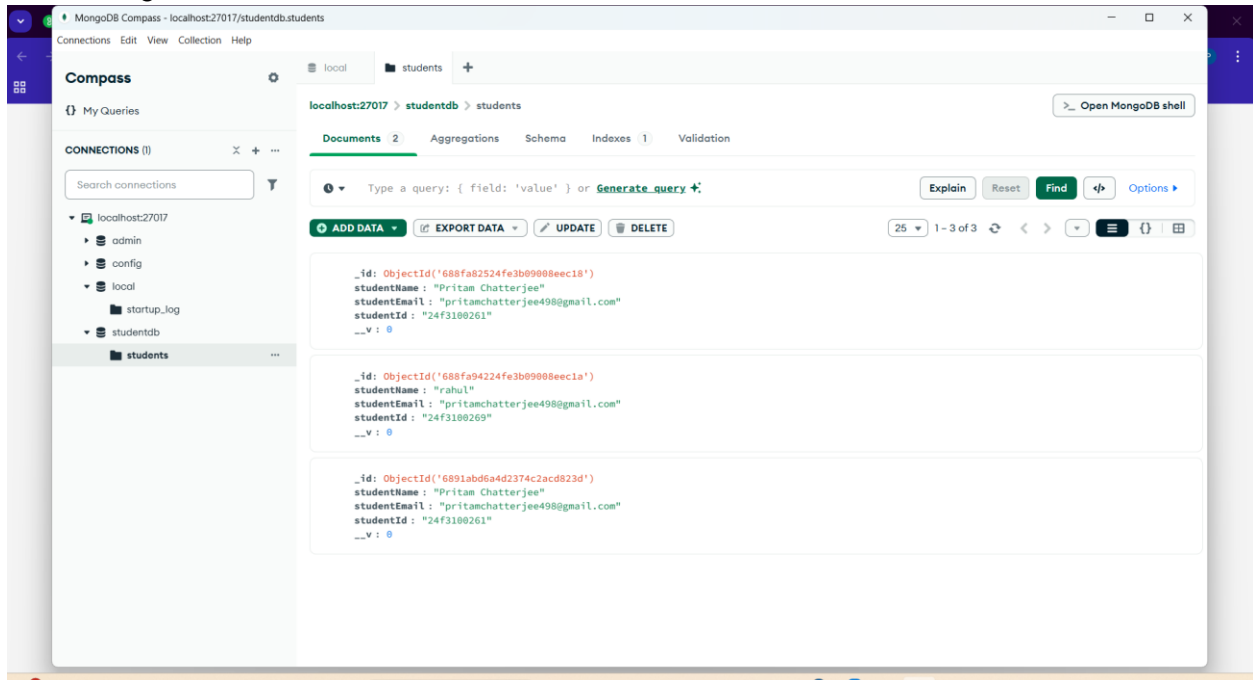 MongoDB Compass - localhost:27017/studentdb.students
Connections Edit View Collection Help
Compass
{} My Queries
CONNECTIONS (1)
Search connections
localhost:27017
admin
config
local
startup_log
studentdb
students
local students
localhost:27017 > studentdb > students
>_ Open MongoDB shell
Documents 2 Aggregations Schema Indexes 1 Validation
Type a query: { field: 'value' } or Generate query
Explain Reset Find </> Options
ADD DATA EXPORT DATA UPDATE DELETE
25 1 – 3 of 3 {}
_id: ObjectId('688fa82524fe3b09008eec18')
studentName : "Pritam Chatterjee"
studentEmail : "pritamchatterjee498@gmail.com"
studentId : "24f3100261"
__v : 0
_id: ObjectId('688fa94224fe3b09008eec1a')
studentName : "rahul"
studentEmail : "pritamchatterjee498@gmail.com"
studentId : "24f3100269"
__v : 0
_id: ObjectId('6891abd6a4d2374c2acd823d')
studentName : "Pritam Chatterjee"
studentEmail : "pritamchatterjee498@gmail.com"
studentId : "24f3100261"
__v : 0